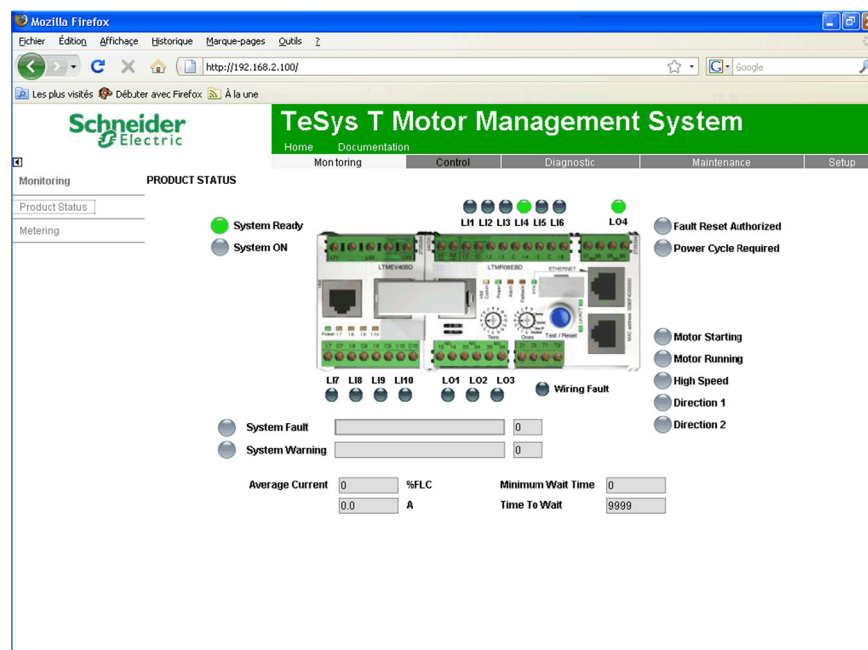 Mozilla Firefox
Eichier Édition Affichage Historique Marque-pages Outils ?
http://192.168.2.100/
Google
Les plus visités Débuter avec Firefox À la une
Schneider
Electric
TeSys T Motor Management System
Home Documentation
Montoring Control Diagnostic Maintenance Setup
Monitoring
PRODUCT STATUS
Product Status
Metering
LI1 LI2 LI3 LI4 LI5 LI6 LO4
System Ready
System ON
Fault Reset Authorized
Power Cycle Required
LTMEV40BD LTMR08EBD ETHERNET
Power
Tens Ones Test / Reset
Motor Starting
Motor Running
High Speed
Direction 1
Direction 2
LI7 LI8 LI9 LI10 LO1 LO2 LO3
Wiring Fault
System Fault 0
System Warning 0
Average Current 0 %FLC
Minimum Wait Time 0
0.0 A
Time To Wait 9999